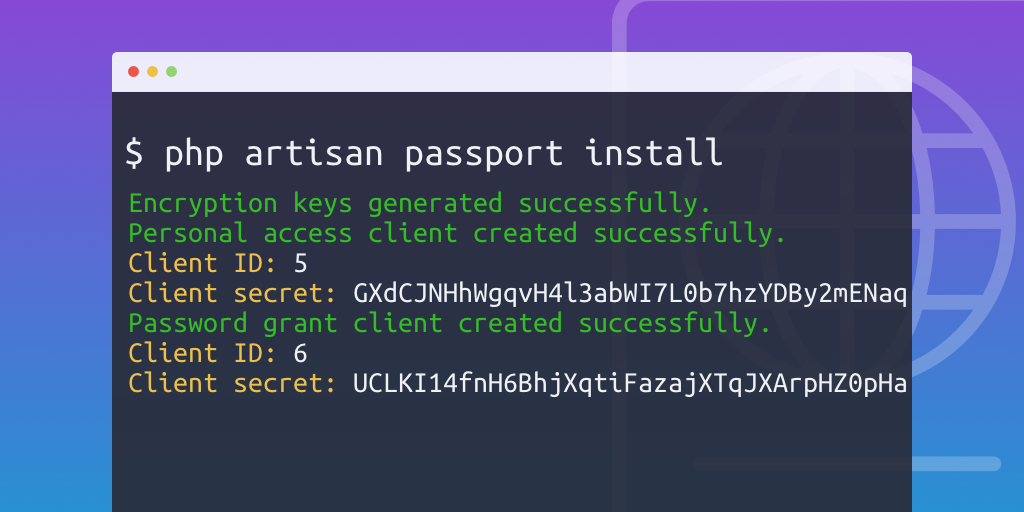 $ php artisan passport install
Encryption keys generated successfully.
Personal access client created successfully.
Client ID: 5
Client secret: GXdCJNHhWgqvH4l3abWI7L0b7hzYDBy2mENaq
Password grant client created successfully.
Client ID: 6
Client secret: UCLKI14fnH6BhjXqtiFazajXTqJXArpHZ0pHa